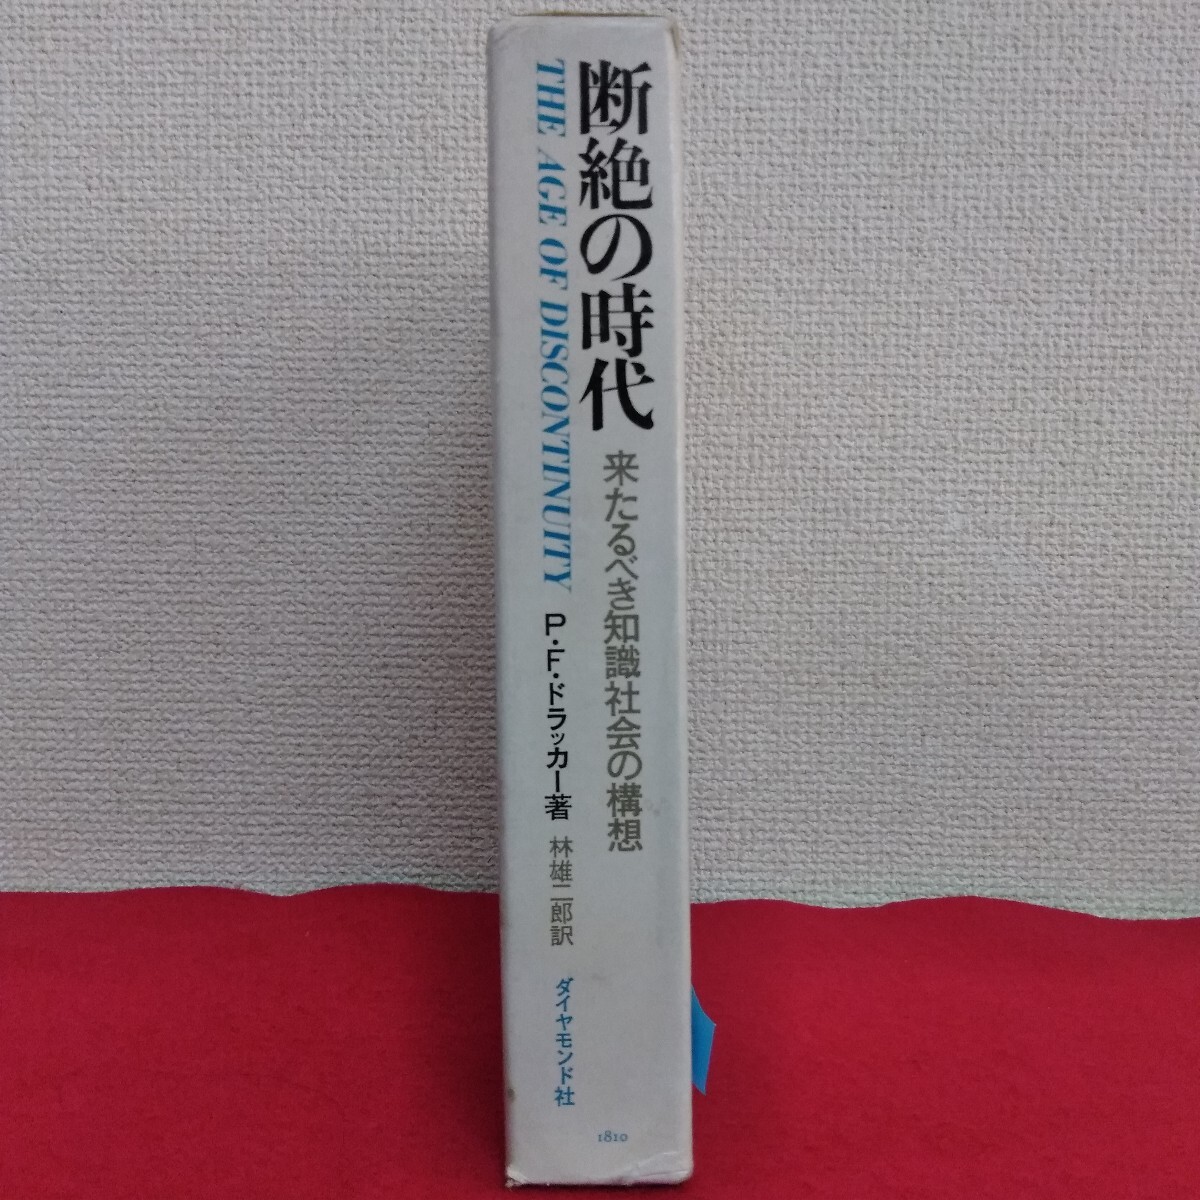 断絶の時代
来たるべき知識社会の構想
THE AGE OF DISCONTINUITY
P・F・ドラッカー著
林雄二郎訳
ダイヤモンド社
1810